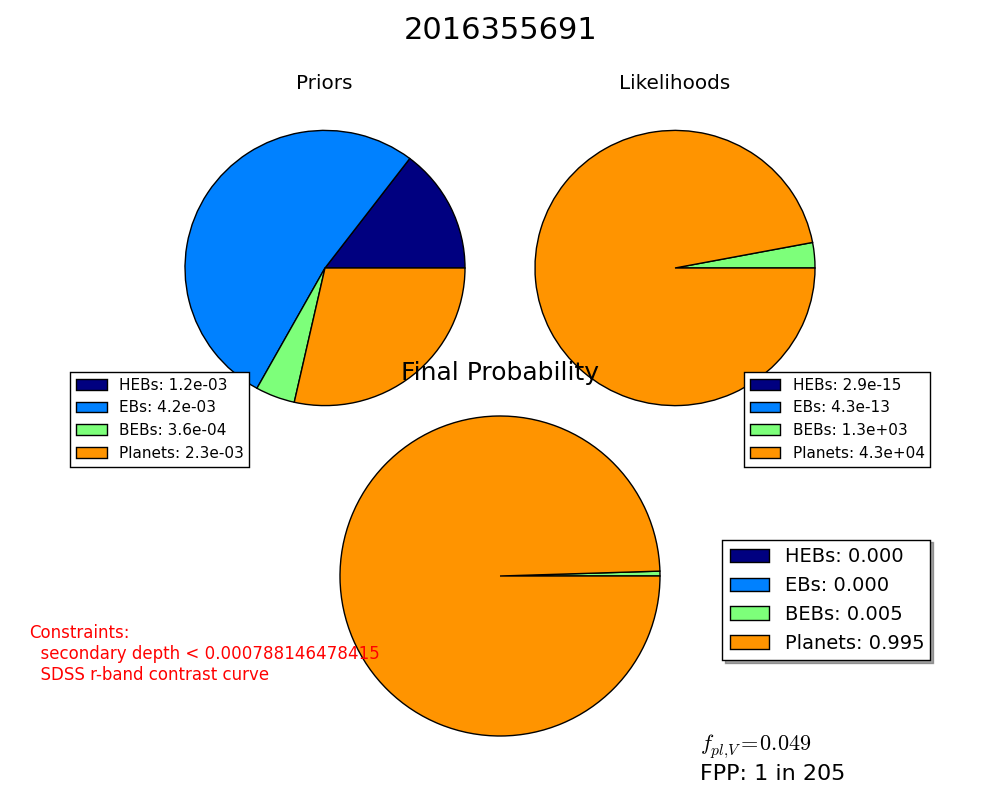 2016355691
Priors
Likelihoods
HEBs: 1.2e-03
EBs: 4.2e-03
BEBs: 3.6e-04
Planets: 2.3e-03
HEBs: 2.9e-15
EBs: 4.3e-13
BEBs: 1.3e+03
Planets: 4.3e+04
Final Probability
HEBs: 0.000
EBs: 0.000
BEBs: 0.005
Planets: 0.995
Constraints:
secondary depth < 0.000788146478415
SDSS r-band contrast curve
f_{pl,V} = 0.049
FPP: 1 in 205